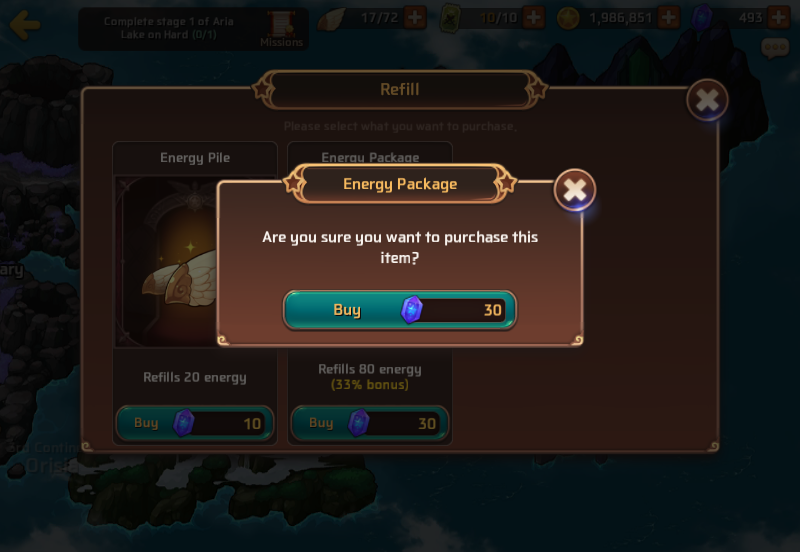 Complete stage 1 of Aria
Lake on Hard (0/1)
Missions
17/72
10/10
1,986,851
493
Refill
Please select what you want to purchase.
Energy Pile
Energy Package
Energy Package
Are you sure you want to purchase this
item?
Buy 30
Refills 20 energy
Refills 80 energy
(33% bonus)
Buy 10
Buy 30